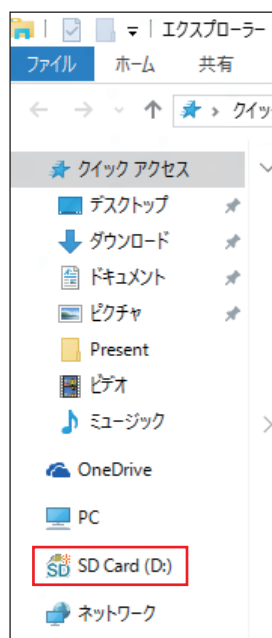 エクスプローラー
ファイル ホーム 共有
クイッ
クイック アクセス
デスクトップ
ダウンロード
ドキュメント
ピクチャ
Present
ビデオ
ミュージック
OneDrive
PC
SD SD Card (D:)
ネットワーク